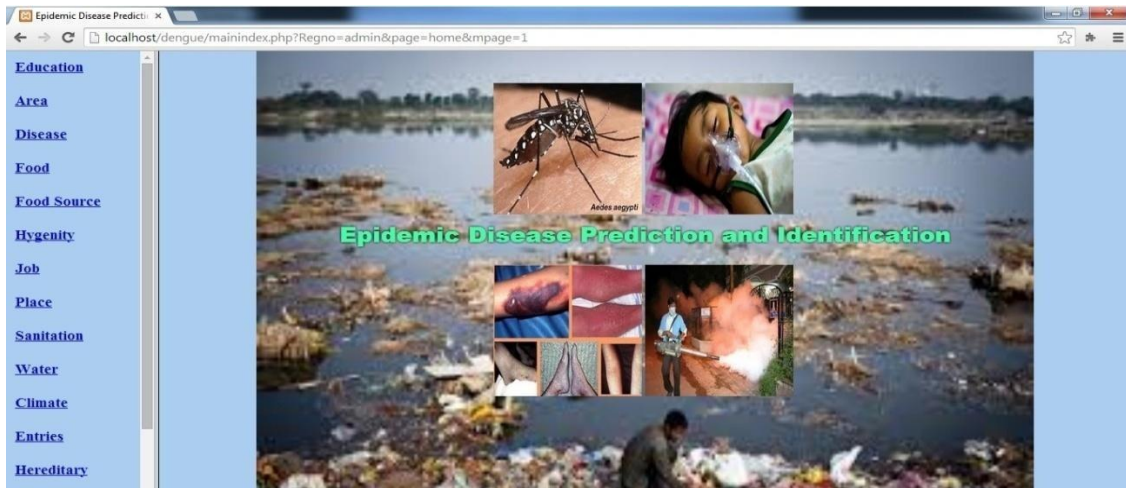 Epidemic Disease Predicti
localhost/dengue/mainindex.php?Regno=admin&page=home&mpage=1
Education
Area
Disease
Food
Food Source
Hygenity
Job
Place
Sanitation
Water
Climate
Entries
Hereditary
Aedes aegypti
Epidemic Disease Prediction and Identification